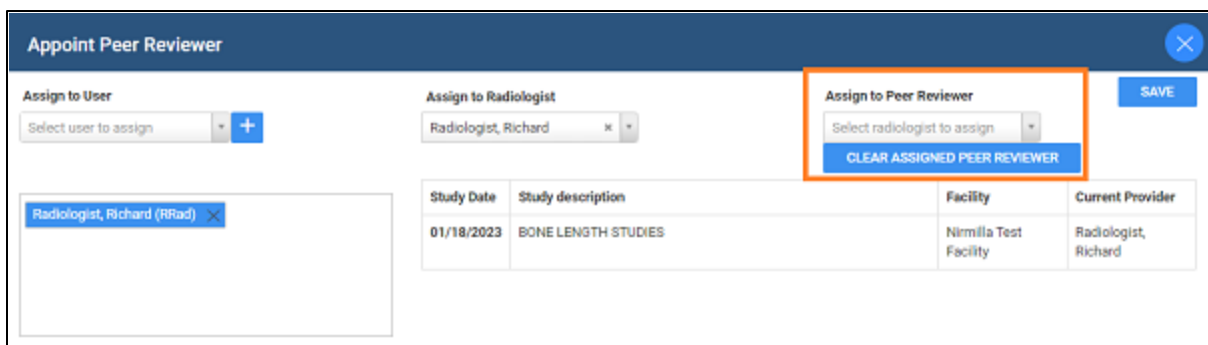 Appoint Peer Reviewer
Assign to User
Select user to assign
Assign to Radiologist
Radiologist, Richard
Assign to Peer Reviewer
Select radiologist to assign
SAVE
CLEAR ASSIGNED PEER REVIEWER
Radiologist, Richard (RRad)
Study Date Study description Facility Current Provider
01/18/2023 BONE LENGTH STUDIES Nirmilla Test Radiologist,
Facility Richard